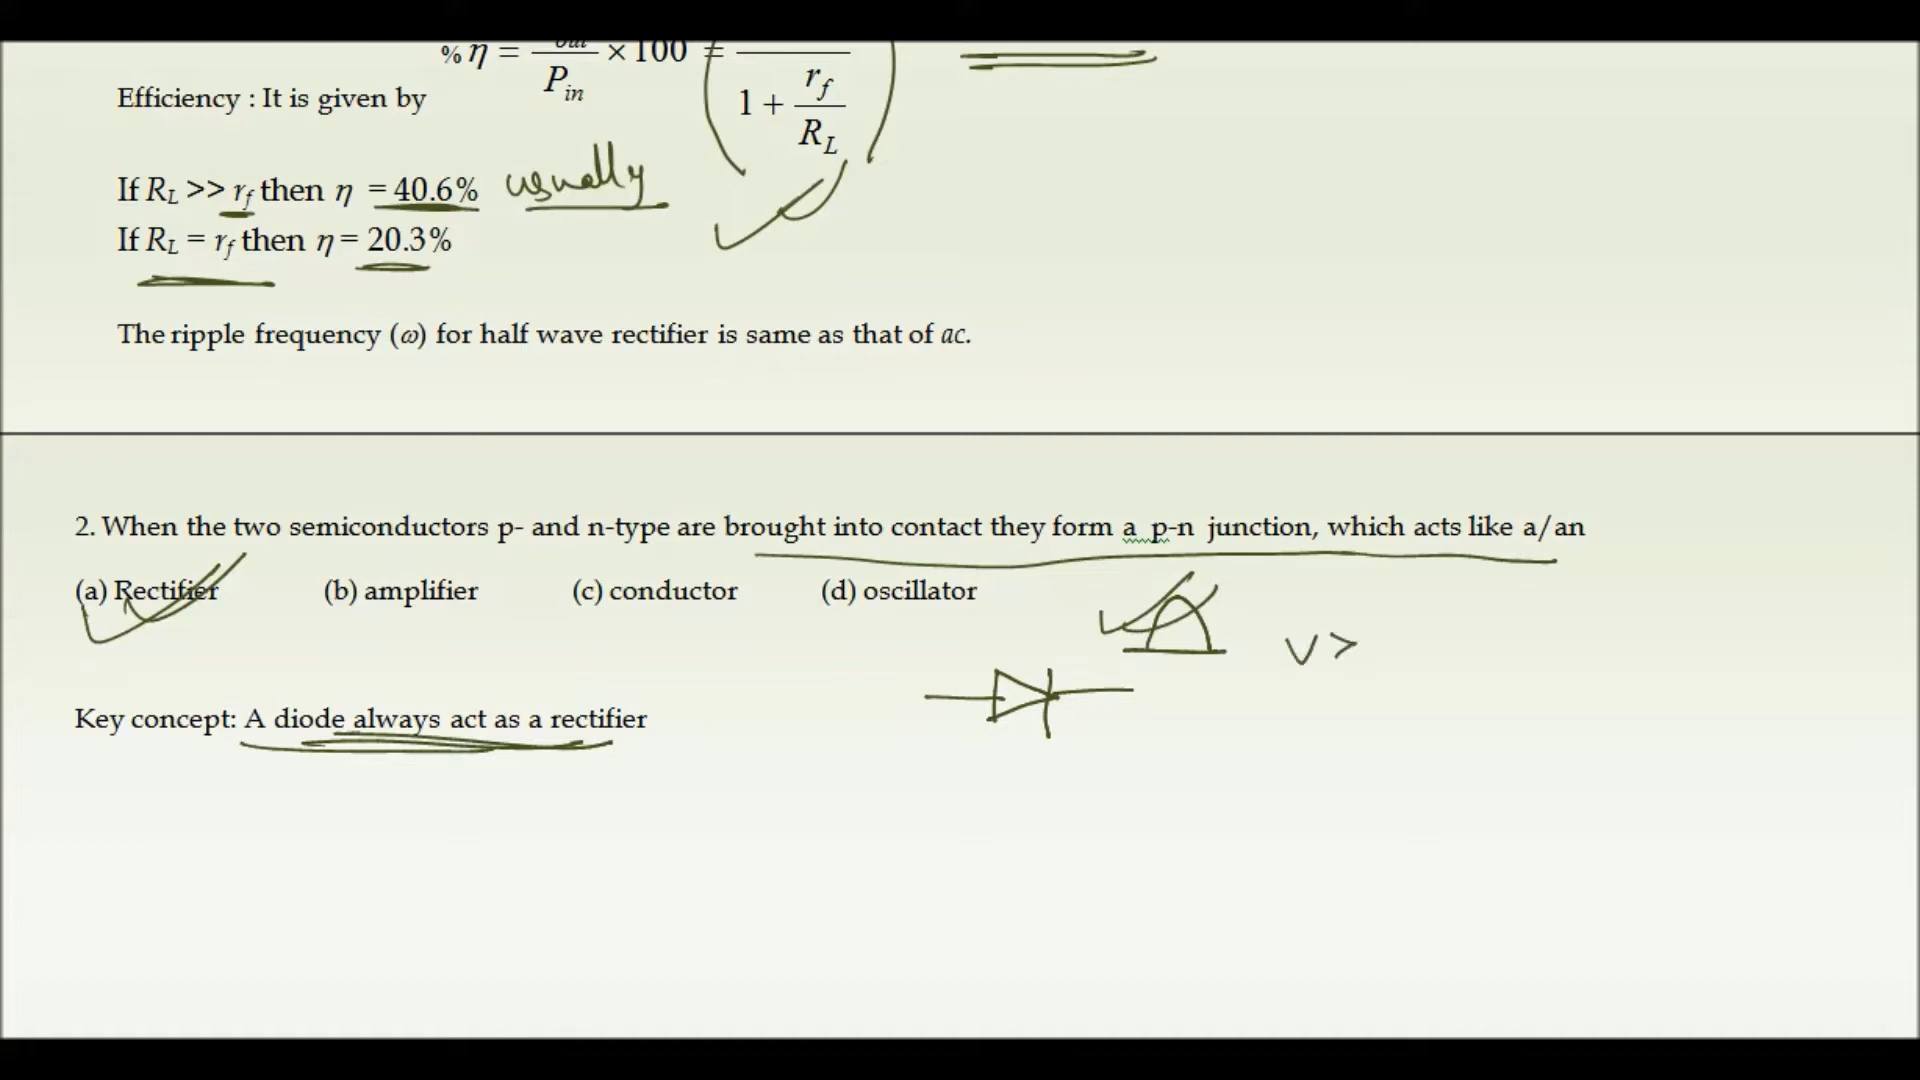 % η = out/P_in × 100 = /1 + r_f/R_L
Efficiency : It is given by
If R_L >> r_f then η = 40.6% usually
If R_L = r_f then η = 20.3%
The ripple frequency (ω) for half wave rectifier is same as that of ac.
2. When the two semiconductors p- and n-type are brought into contact they form a p-n junction, which acts like a/an
(a) Rectifier (b) amplifier (c) conductor (d) oscillator
V >
Key concept: A diode always act as a rectifier